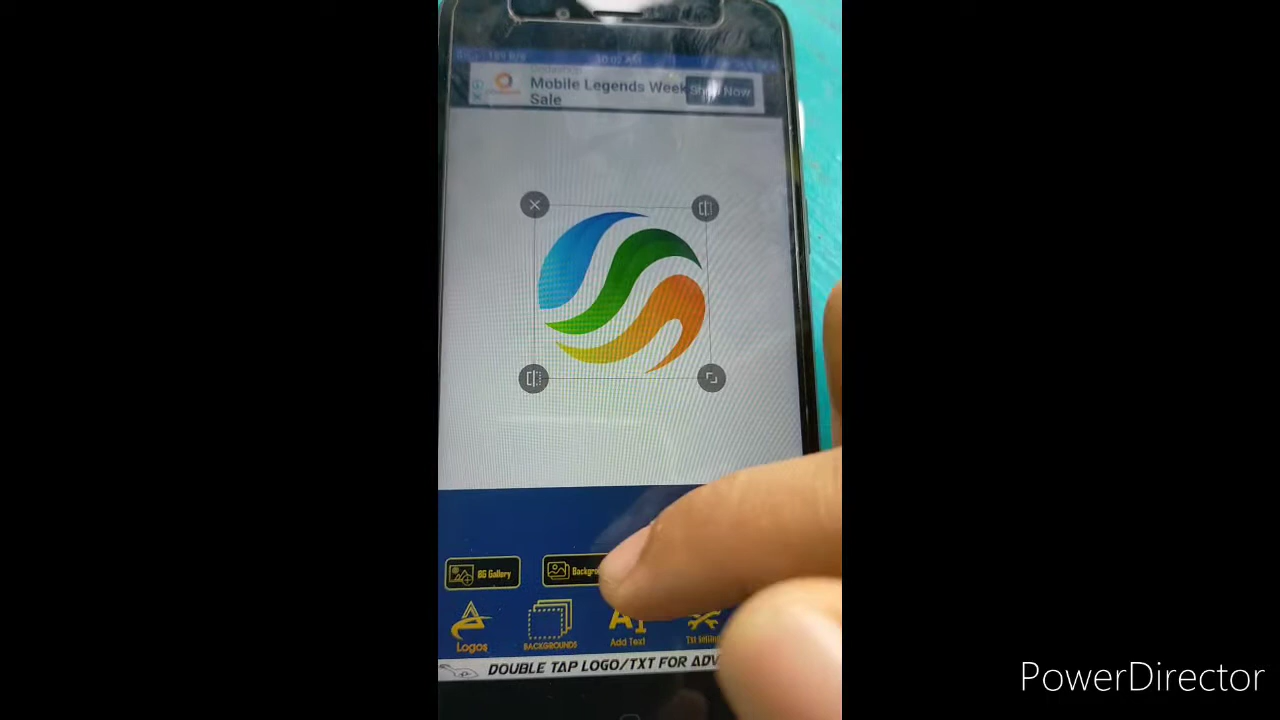 Mobile Legends Week
Sale
Shop Now
BG Gallery
Backgro
Logos
BACKGROUNDS
Add Text
DOUBLE TAP LOGO/TXT FOR ADV
PowerDirector